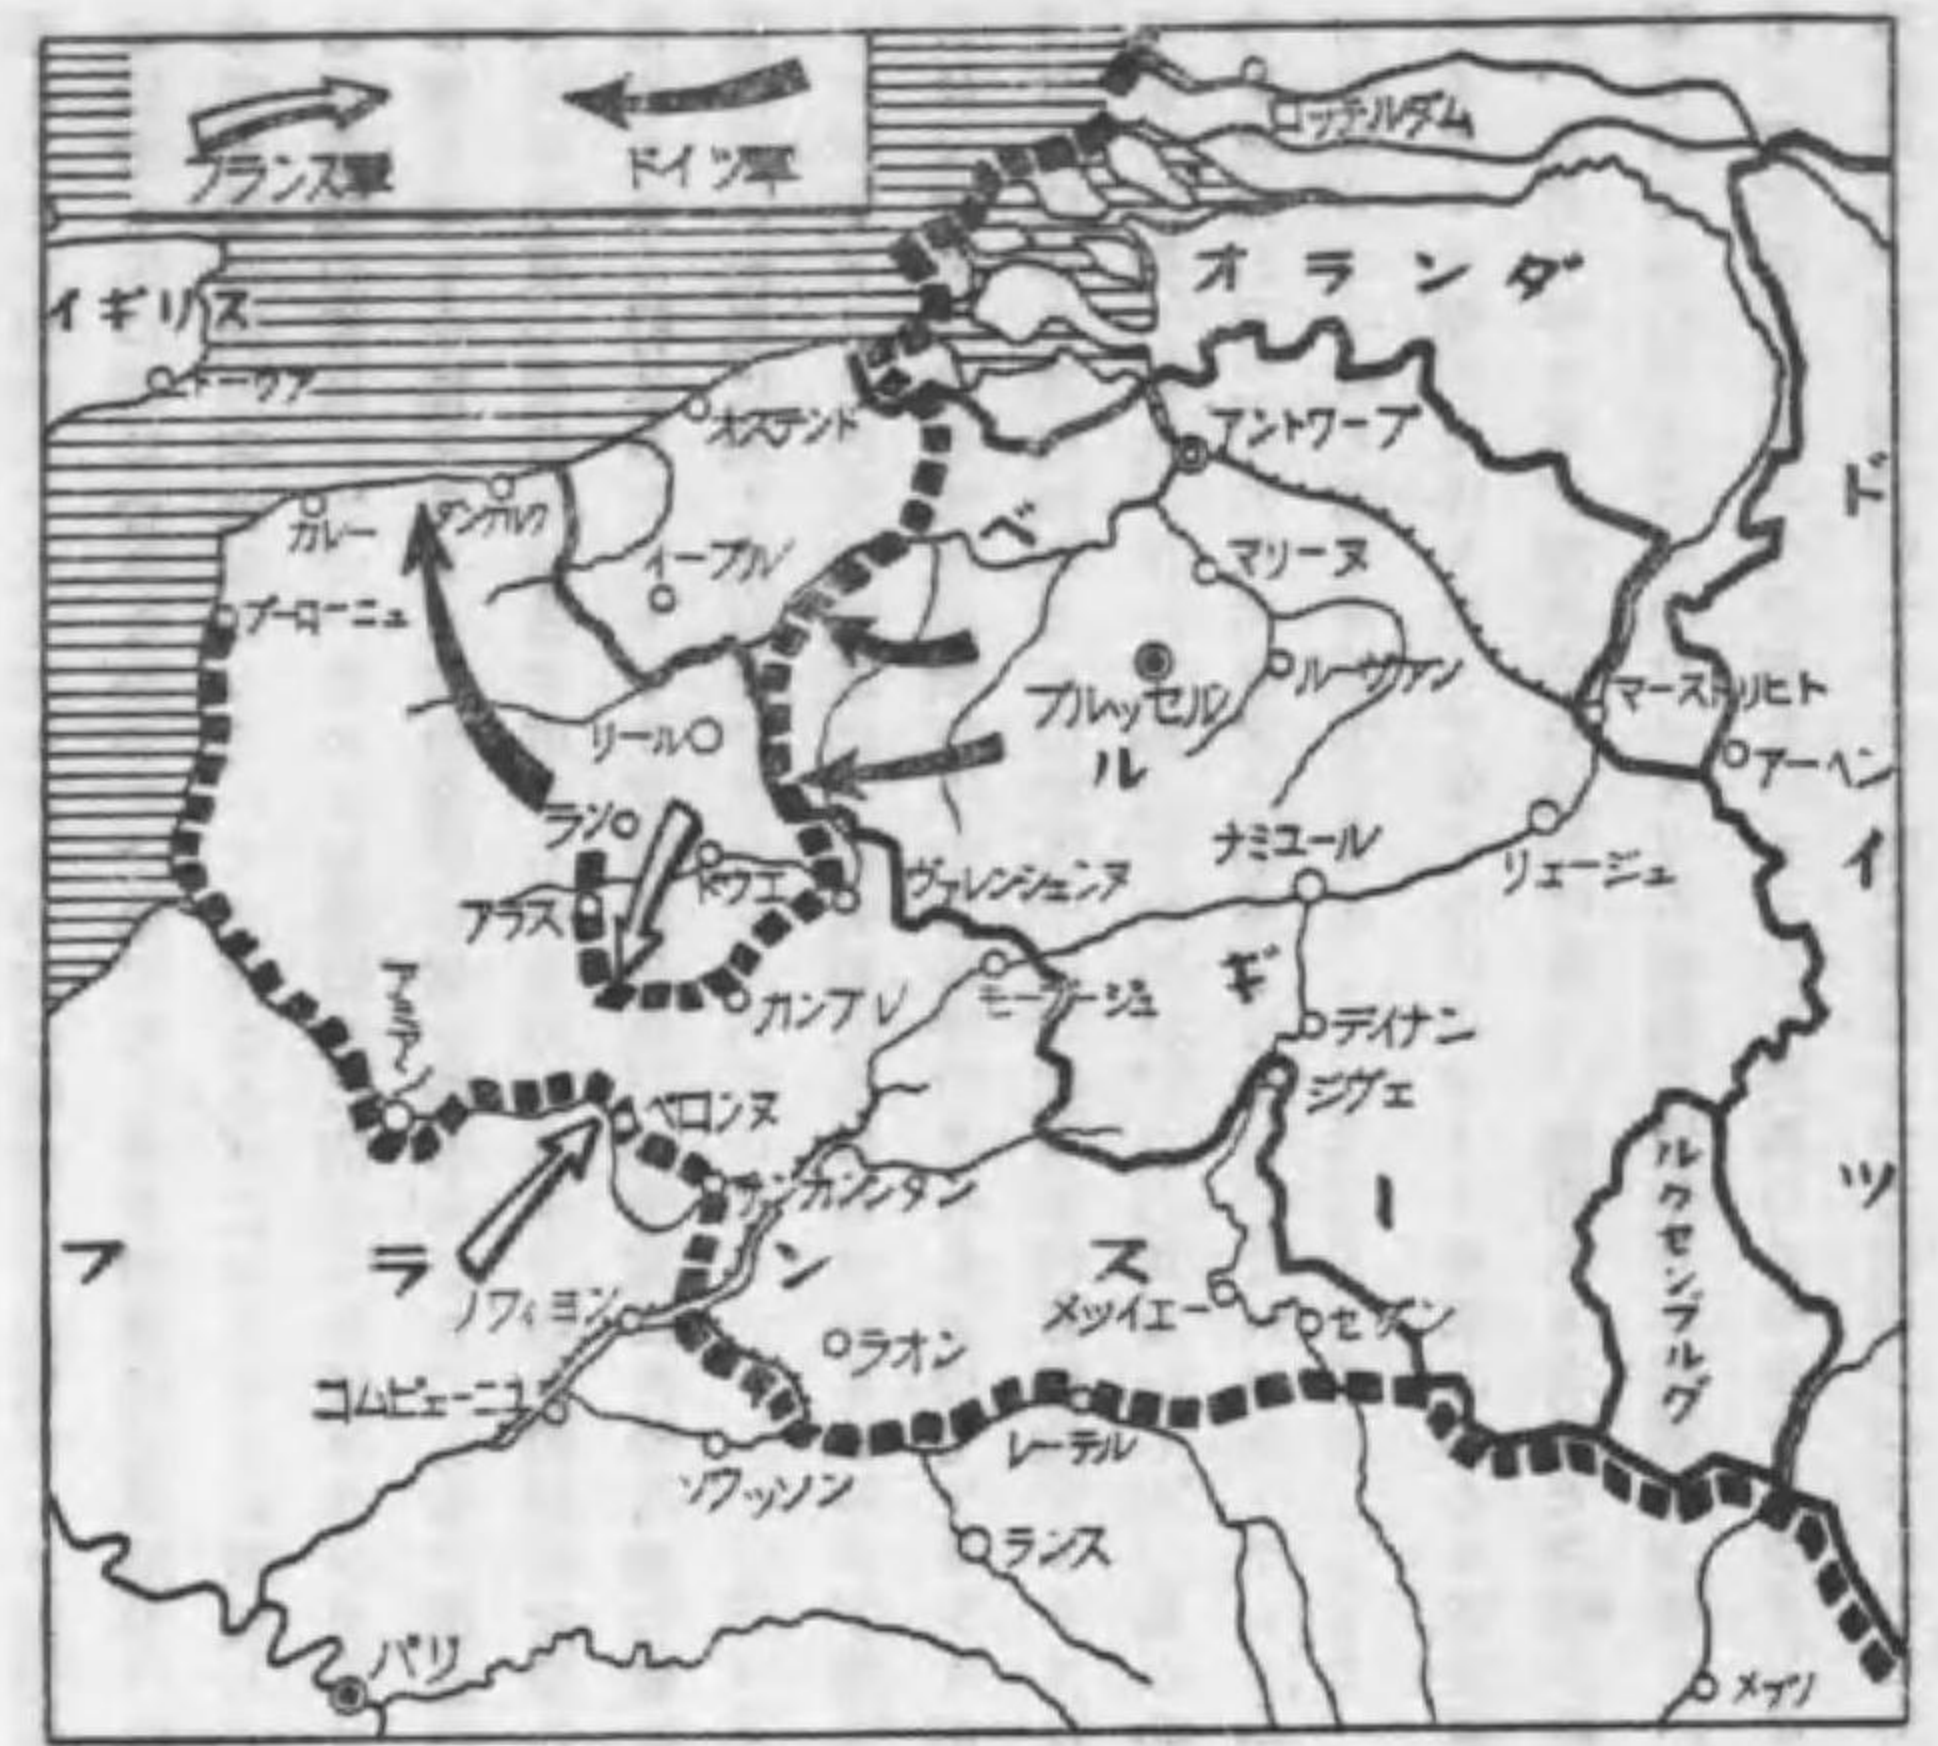 フランス軍
ドイツ軍
ロッテルダム
オランダ
イギリス
ドーヴァ
オステンド
アントワープ
カレー
ダンケルク
イープル
マリーヌ
ブーローニュ
ブルッセル
ルーヴァン
マーストリヒト
アーヘン
リール
ラン
ドウエ
ヴァレンシェンヌ
ナミユール
リェージュ
アラス
カンブレ
モーブージュ
デイナン
ジヴェ
アミアン
ペロンヌ
サンカンタン
ベルギー
ドイツ
ルクセンブルグ
フランス
ノワィヨン
ラオン
メツイエー
セダン
コムピェーニュ
ソワッソン
レーテル
ランス
パリ
メッツ